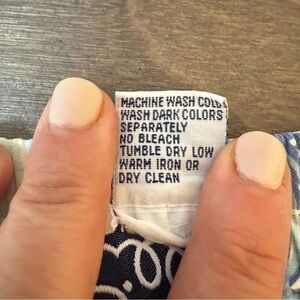 MACHINE WASH COLD
WASH DARK COLORS
SEPARATELY
NO BLEACH
TUMBLE DRY LOW
WARM IRON OR
DRY CLEAN